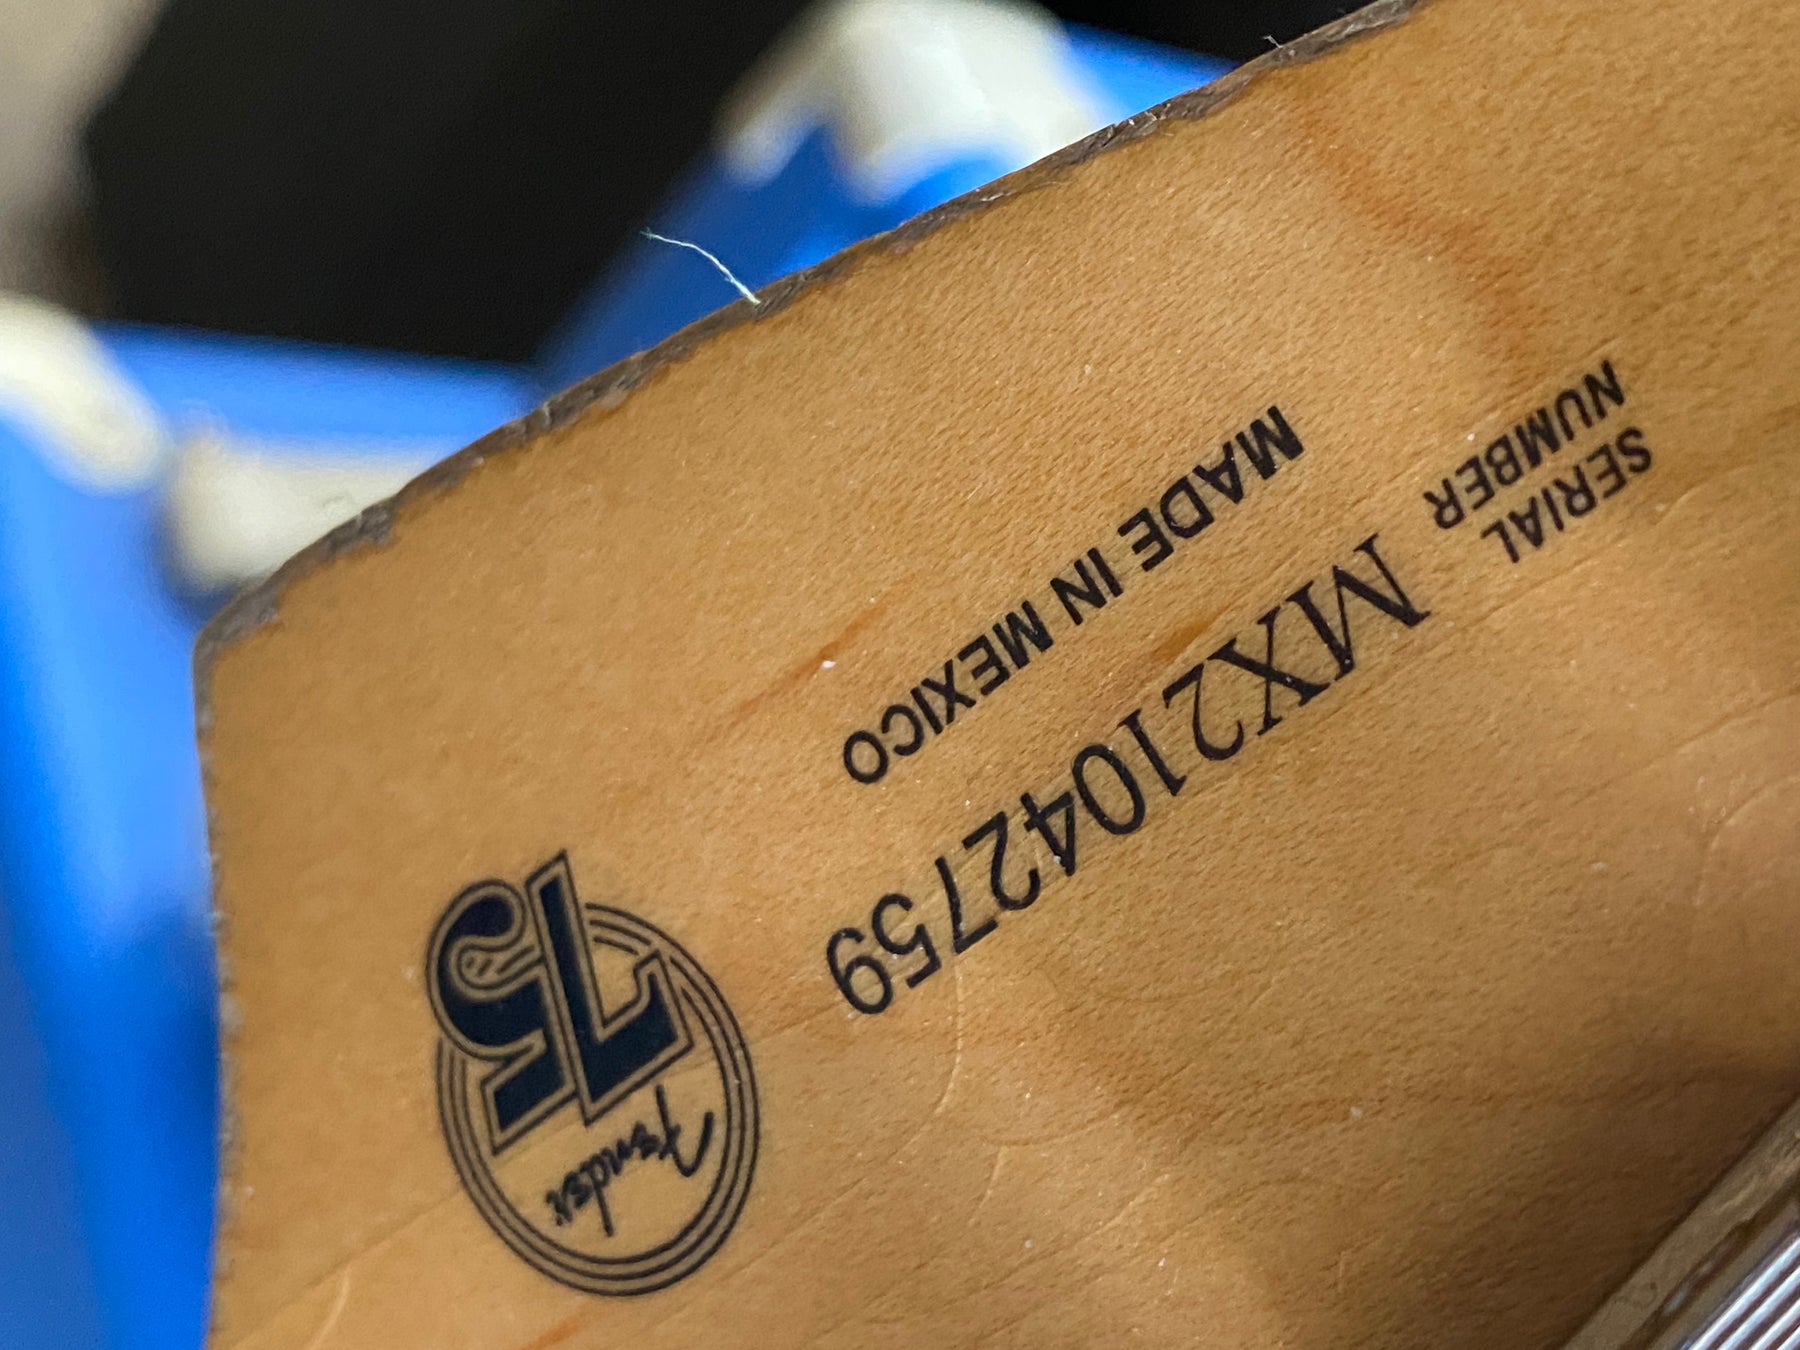 SERIAL
NUMBER
MX21042759
MADE IN MEXICO
Fender
75